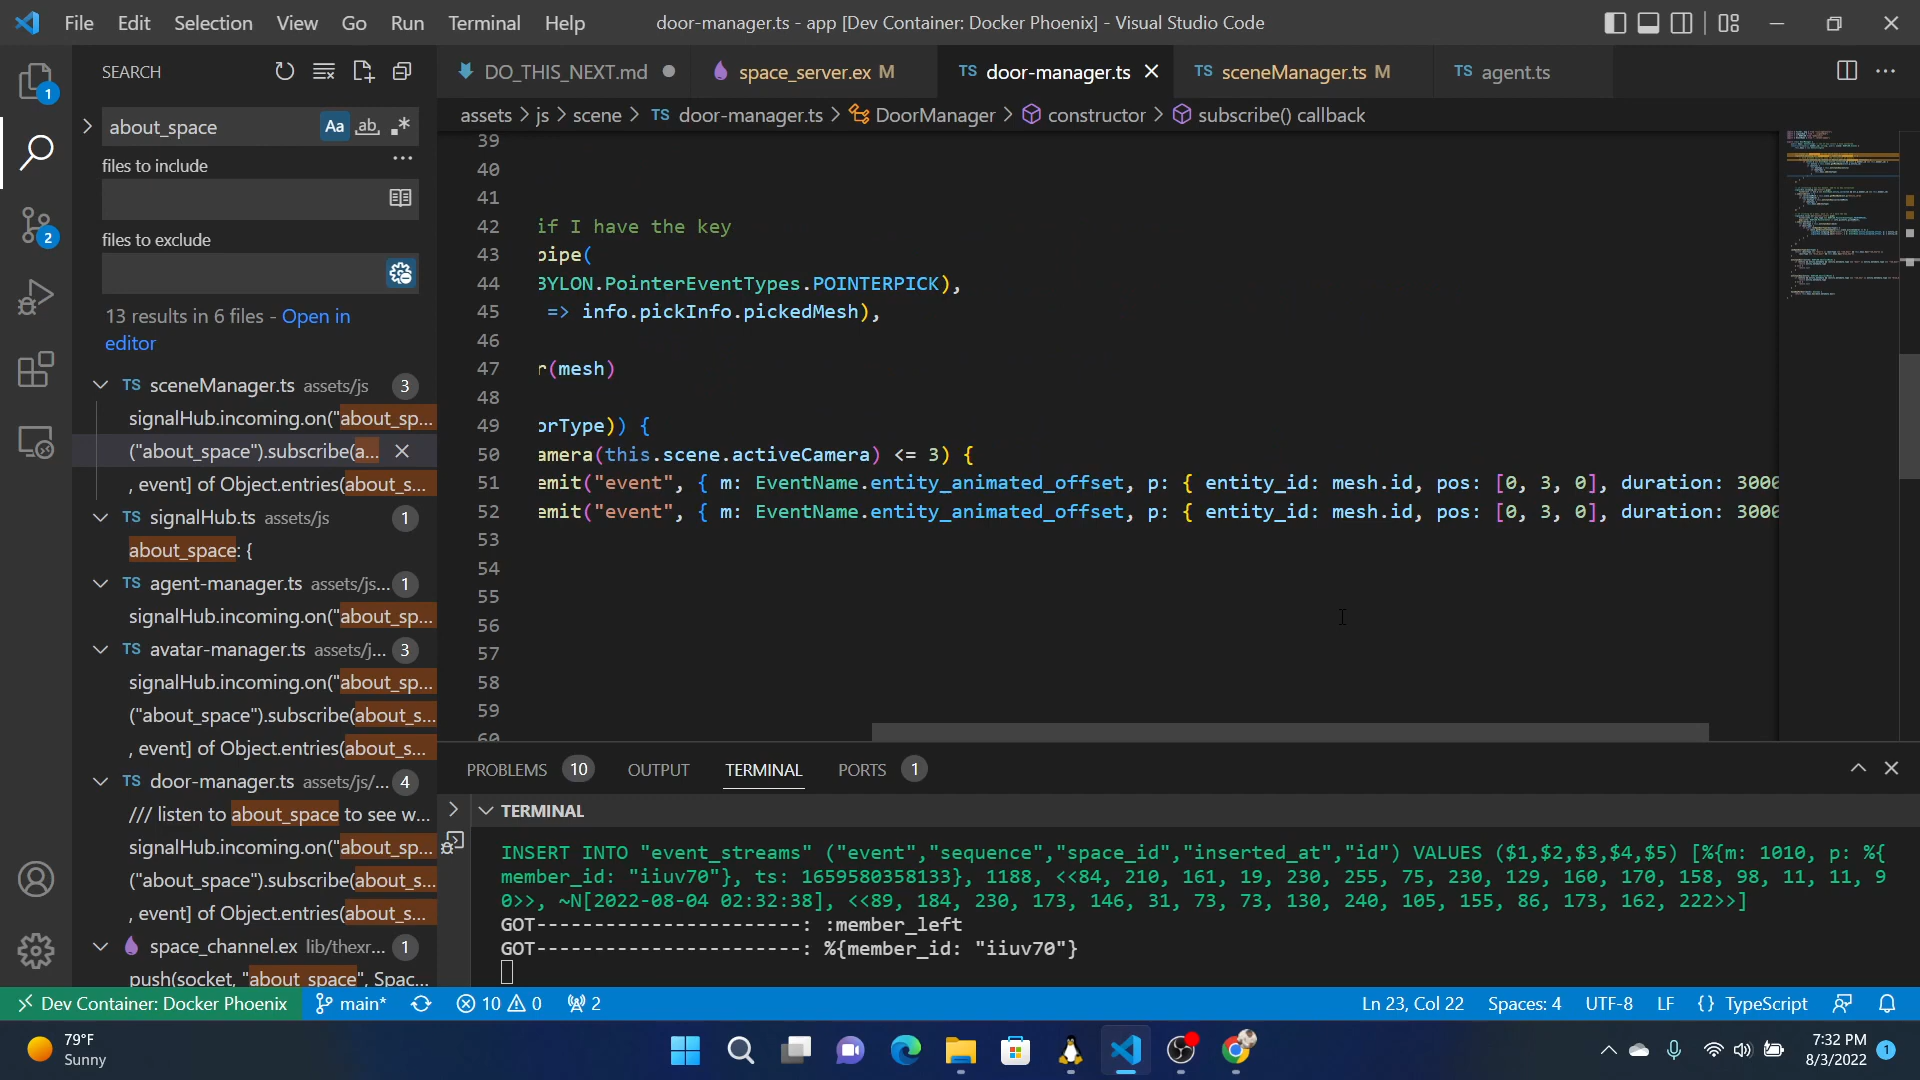 File Edit Selection View Go Run Terminal Help
door-manager.ts - app [Dev Container: Docker Phoenix] - Visual Studio Code
SEARCH
DO_THIS_NEXT.md
space_server.ex M
TS door-manager.ts
TS sceneManager.ts M
TS agent.ts
assets > js > scene > TS door-manager.ts > DoorManager > constructor > subscribe() callback
1
about_space
Aa ab .*
files to include
files to exclude
2
13 results in 6 files - Open in
editor
TS sceneManager.ts assets/js 3
signalHub.incoming.on("about_sp...
("about_space").subscribe(a...
, event] of Object.entries(about_s...
TS signalHub.ts assets/js 1
about_space: {
TS agent-manager.ts assets/js... 1
signalHub.incoming.on("about_sp...
TS avatar-manager.ts assets/j... 3
signalHub.incoming.on("about_sp...
("about_space").subscribe(about_s...
, event] of Object.entries(about_s...
TS door-manager.ts assets/js/... 4
/// listen to about_space to see w...
signalHub.incoming.on("about_sp...
("about_space").subscribe(about_s...
, event] of Object.entries(about_s...
space_channel.ex lib/thexr... 1
push(socket, "about_space", Spac...
39
40
41
42 if I have the key
43 pipe(
44 BYLON.PointerEventTypes.POINTERPICK),
45 => info.pickInfo.pickedMesh),
46
47 r(mesh)
48
49 orType)) {
50 amera(this.scene.activeCamera) <= 3) {
51 emit("event", { m: EventName.entity_animated_offset, p: { entity_id: mesh.id, pos: [0, 3, 0], duration: 3000
52 emit("event", { m: EventName.entity_animated_offset, p: { entity_id: mesh.id, pos: [0, 3, 0], duration: 3000
53
54
55
56
57
58
59
60
PROBLEMS 10 OUTPUT TERMINAL PORTS 1
TERMINAL
INSERT INTO "event_streams" ("event","sequence","space_id","inserted_at","id") VALUES ($1,$2,$3,$4,$5) [%{m: 1010, p: %{
member_id: "iiuv70"}, ts: 1659580358133}, 1188, <<84, 210, 161, 19, 230, 255, 75, 230, 129, 160, 170, 158, 98, 11, 11, 9
0>>, ~N[2022-08-04 02:32:38], <<89, 184, 230, 173, 146, 31, 73, 73, 130, 240, 105, 155, 86, 173, 162, 222>>]
GOT-----------------------: :member_left
GOT-----------------------: %{member_id: "iiuv70"}
Dev Container: Docker Phoenix main* 10 0 2
Ln 23, Col 22 Spaces: 4 UTF-8 LF {} TypeScript
79°F
Sunny
7:32 PM
8/3/2022
1